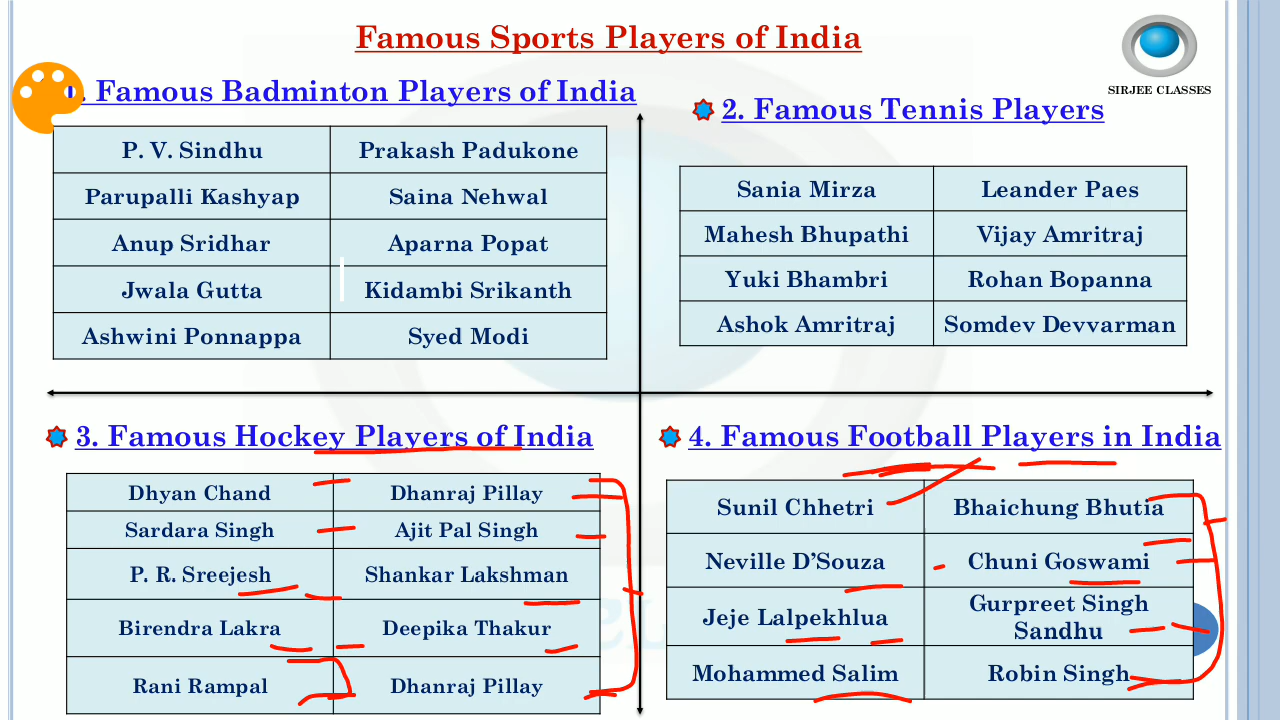 Famous Sports Players of India
SIRJEE CLASSES
. Famous Badminton Players of India
P. V. Sindhu Prakash Padukone
Parupalli Kashyap Saina Nehwal
Anup Sridhar Aparna Popat
Jwala Gutta Kidambi Srikanth
Ashwini Ponnappa Syed Modi
2. Famous Tennis Players
Sania Mirza Leander Paes
Mahesh Bhupathi Vijay Amritraj
Yuki Bhambri Rohan Bopanna
Ashok Amritraj Somdev Devvarman
3. Famous Hockey Players of India
Dhyan Chand Dhanraj Pillay
Sardara Singh Ajit Pal Singh
P. R. Sreejesh Shankar Lakshman
Birendra Lakra Deepika Thakur
Rani Rampal Dhanraj Pillay
4. Famous Football Players in India
Sunil Chhetri Bhaichung Bhutia
Neville D’Souza Chuni Goswami
Jeje Lalpekhlua Gurpreet Singh
Sandhu
Mohammed Salim Robin Singh